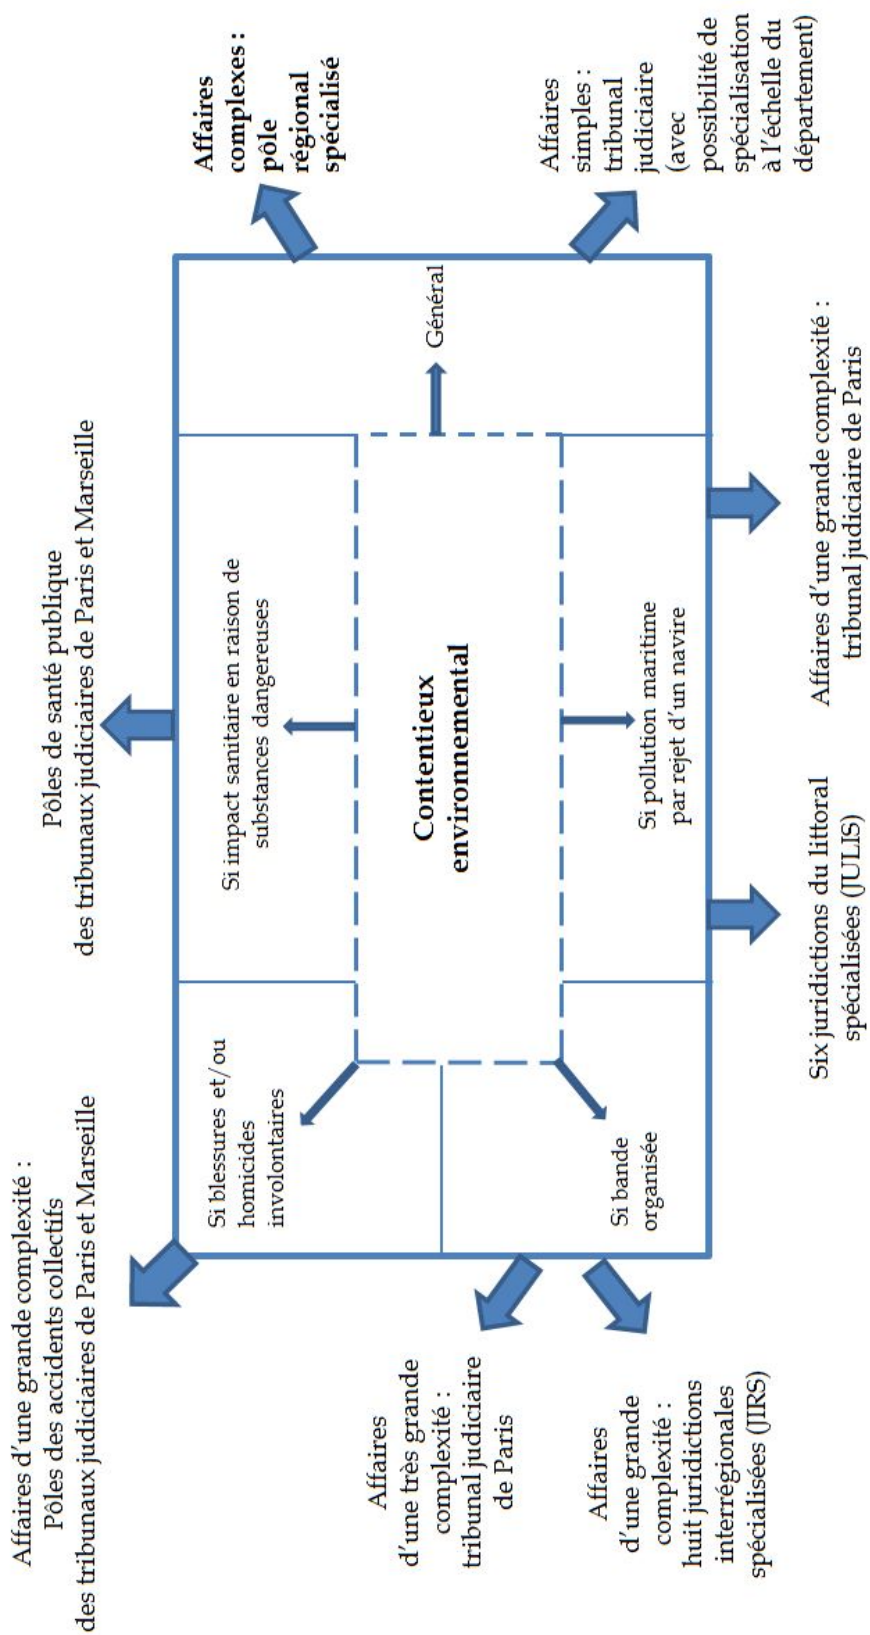 Affaires d'une grande complexité :
Pôles des accidents collectifs
des tribunaux judiciaires de Paris et Marseille
Pôles de santé publique
des tribunaux judiciaires de Paris et Marseille
Affaires
complexes :
pôle
régional
spécialisé
Si blessures et/ou
homicides
involontaires
Si impact sanitaire en raison de
substances dangereuses
Général
Contentieux
environnemental
Affaires
d'une très grande
complexité :
tribunal judiciaire
de Paris
Affaires
d'une grande
complexité :
huit juridictions
interrégionales
spécialisées (JIRS)
Si bande
organisée
Si pollution maritime
par rejet d'un navire
Affaires
simples :
tribunal
judiciaire
(avec
possibilité de
spécialisation
à l'échelle du
département)
Six juridictions du littoral
spécialisées (JULIS)
Affaires d'une grande complexité :
tribunal judiciaire de Paris